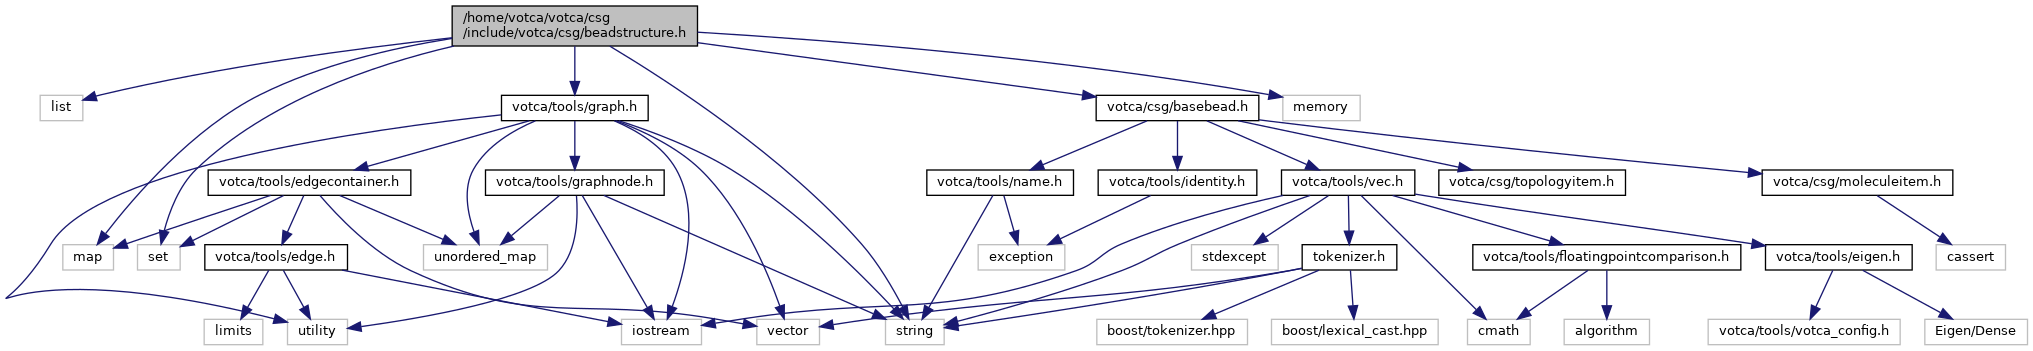 /home/votca/votca/csg
/include/votca/csg/beadstructure.h
list
votca/tools/graph.h
votca/csg/basebead.h
memory
votca/tools/edgecontainer.h
votca/tools/graphnode.h
votca/tools/name.h
votca/tools/identity.h
votca/tools/vec.h
votca/csg/topologyitem.h
votca/csg/moleculeitem.h
map
set
votca/tools/edge.h
unordered_map
exception
stdexcept
tokenizer.h
votca/tools/floatingpointcomparison.h
votca/tools/eigen.h
cassert
limits
utility
iostream
vector
string
boost/tokenizer.hpp
boost/lexical_cast.hpp
cmath
algorithm
votca/tools/votca_config.h
Eigen/Dense